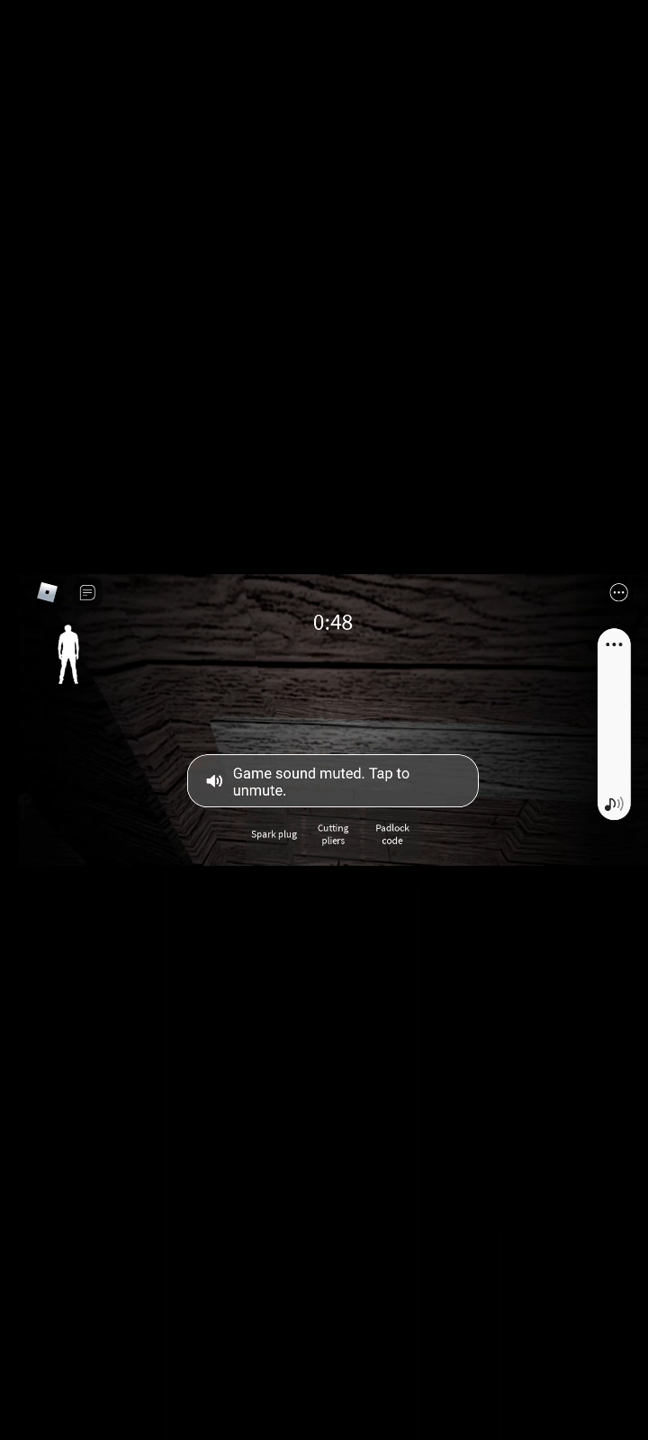 0:48
Game sound muted. Tap to
unmute.
Spark plug
Cutting
pliers
Padlock
code